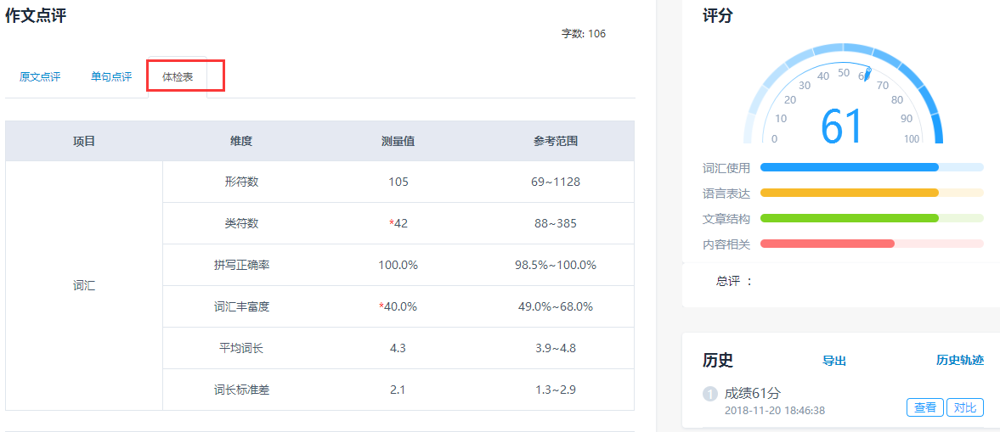 作文点评
字数: 106
原文点评 单句点评 体检表
项目 维度 测量值 参考范围
词汇
形符数 105 69~1128
类符数 *42 88~385
拼写正确率 100.0% 98.5%~100.0%
词汇丰富度 *40.0% 49.0%~68.0%
平均词长 4.3 3.9~4.8
词长标准差 2.1 1.3~2.9
评分
0 10 20 30 40 50 60 70 80 90 100
61
词汇使用
语言表达
文章结构
内容相关
总评 ：
历史 导出 历史轨迹
1 成绩61分
2018-11-20 18:46:38 查看 对比